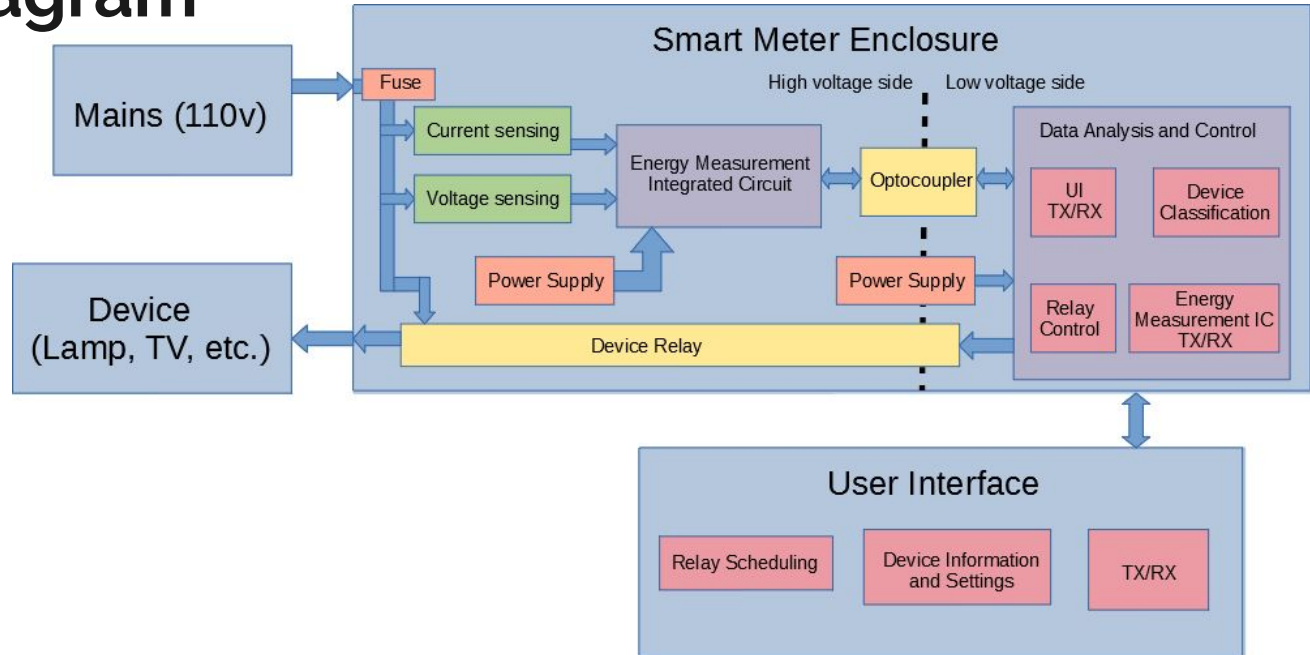 agram
Smart Meter Enclosure
Mains (110v)
Fuse
High voltage side
Low voltage side
Current sensing
Voltage sensing
Energy Measurement
Integrated Circuit
Optocoupler
Data Analysis and Control
UI
TX/RX
Device
Classification
Power Supply
Power Supply
Relay
Control
Energy
Measurement IC
TX/RX
Device
(Lamp, TV, etc.)
Device Relay
User Interface
Relay Scheduling
Device Information
and Settings
TX/RX